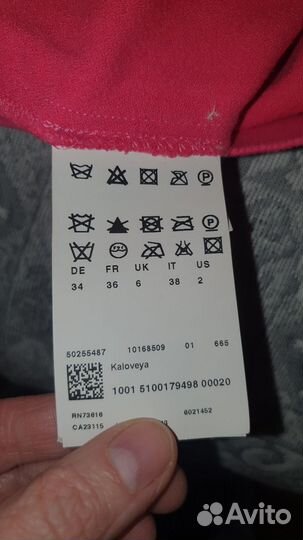 DE FR UK IT US
34 36 6 38 2
50255487 10168509 01 665
Kaloveya
1001 5100179498 00020
RN73616
CA23115 6021452
Avito